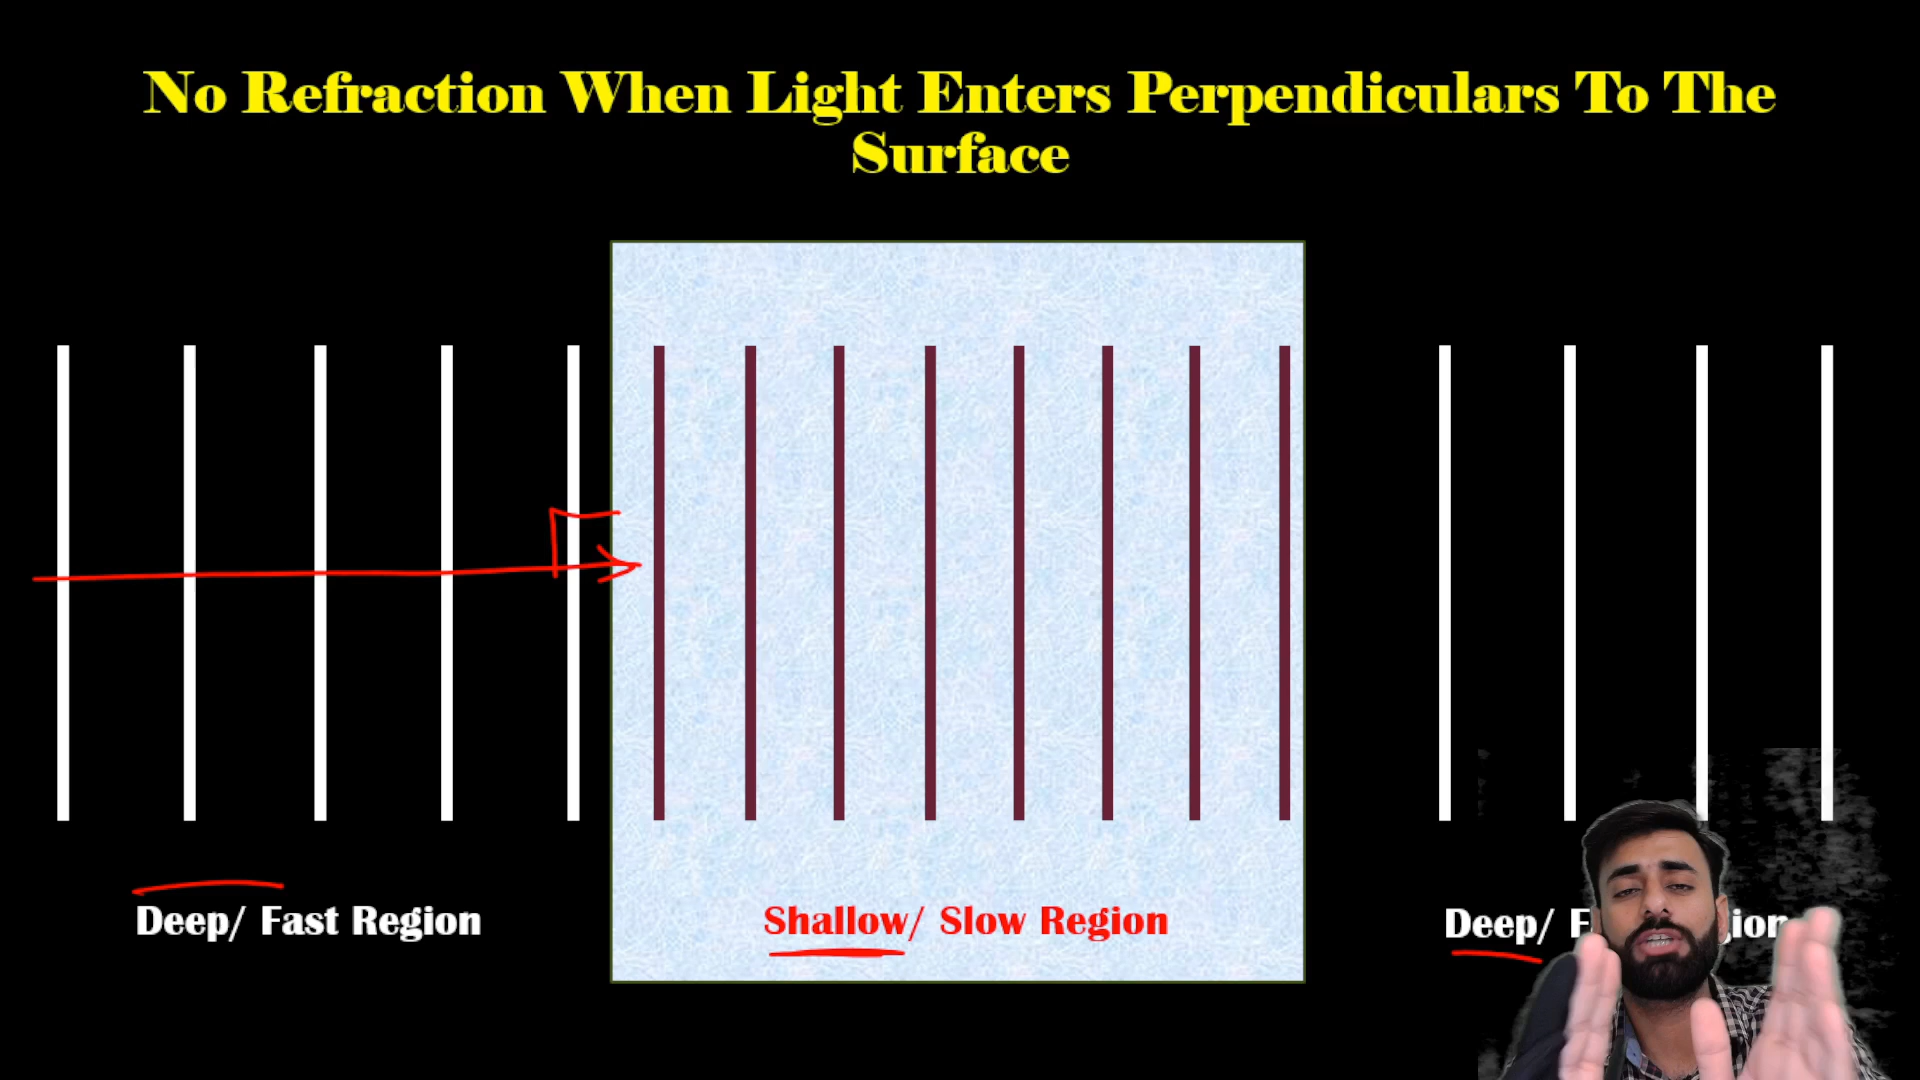 No Refraction When Light Enters Perpendiculars To The
Surface
Deep/ Fast Region
Shallow/ Slow Region
Deep/